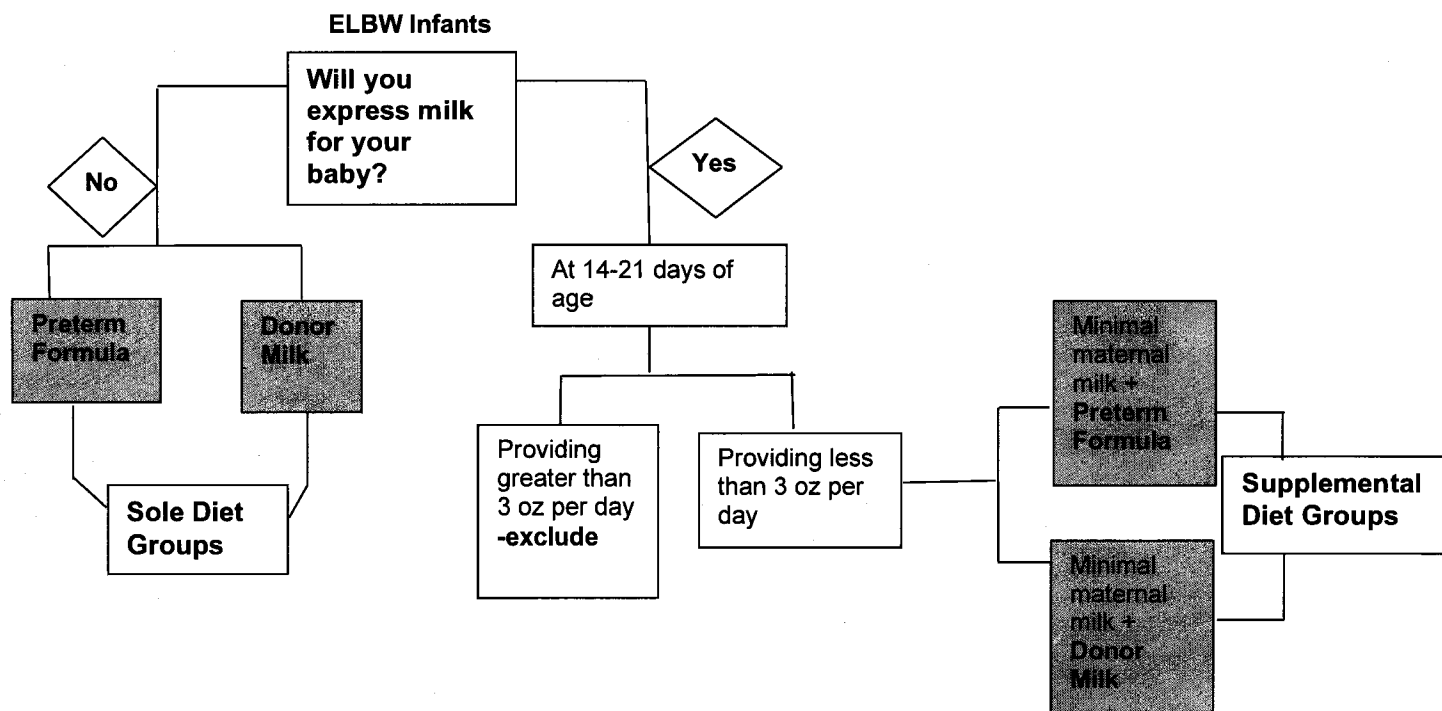 ELBW Infants
Will you
express milk
for your
baby?
No
Yes
At 14-21 days of
age
Preterm
Formula
Donor
Milk
Sole Diet
Groups
Providing
greater than
3 oz per day
-exclude
Providing less
than 3 oz per
day
Minimal
maternal
milk +
Preterm
Formula
Supplemental
Diet Groups
Minimal
maternal
milk +
Donor
Milk